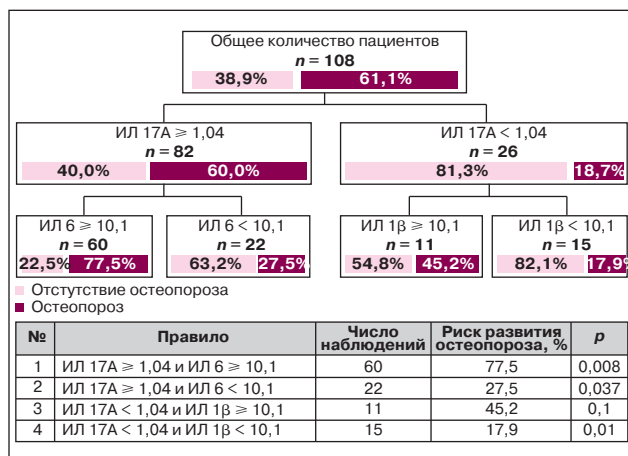 Общее количество пациентов
n = 108
38,9% 61,1%
ИЛ 17А ≥ 1,04
n = 82
40,0% 60,0%
ИЛ 17А < 1,04
n = 26
81,3% 18,7%
ИЛ 6 ≥ 10,1
n = 60
22,5% 77,5%
ИЛ 6 < 10,1
n = 22
63,2% 27,5%
ИЛ 1β ≥ 10,1
n = 11
54,8% 45,2%
ИЛ 1β < 10,1
n = 15
82,1% 17,9%
Отстутствие остеопороза
Остеопороз
№ Правило Число наблюдений Риск развития остеопороза, % p
1 ИЛ 17А ≥ 1,04 и ИЛ 6 ≥ 10,1 60 77,5 0,008
2 ИЛ 17А ≥ 1,04 и ИЛ 6 < 10,1 22 27,5 0,037
3 ИЛ 17А < 1,04 и ИЛ 1β ≥ 10,1 11 45,2 0,1
4 ИЛ 17А < 1,04 и ИЛ 1β < 10,1 15 17,9 0,01